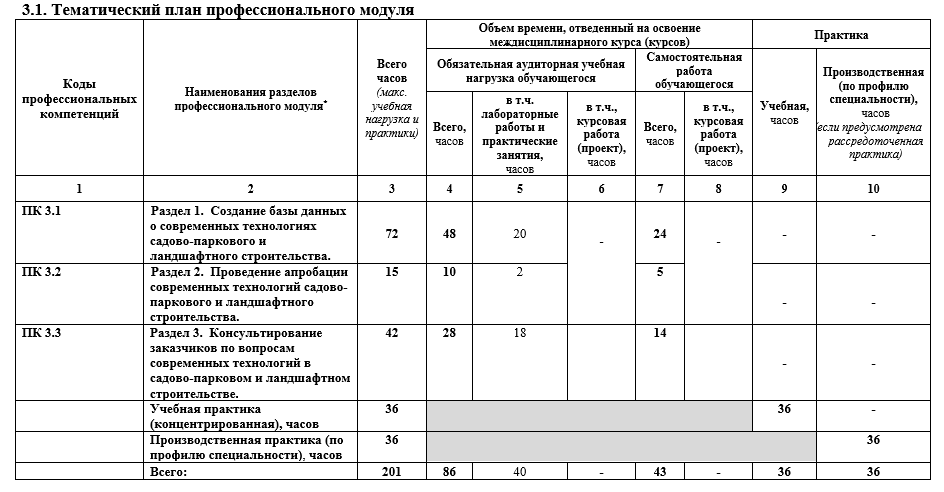 3.1. Тематический план профессионального модуля
Коды
профессиональных
компетенций
Наименования разделов
профессионального модуля*
Всего
часов
(макс.
учебная
нагрузка и
практики)
Объем времени, отведенный на освоение
междисциплинарного курса (курсов)
Практика
Обязательная аудиторная учебная
нагрузка обучающегося
Самостоятельная
работа
обучающегося
Учебная,
часов
Производственная
(по профилю
специальности),
часов
(если предусмотрена
рассредоточенная
практика)
Всего,
часов
в т.ч.
лабораторные
работы и
практические
занятия,
часов
в т.ч.,
курсовая
работа
(проект),
часов
Всего,
часов
в т.ч.,
курсовая
работа
(проект),
часов
1 2 3 4 5 6 7 8 9 10
ПК 3.1
Раздел 1. Создание базы данных
о современных технологиях
садово-паркового и
ландшафтного строительства.
72 48 20 - 24 - - -
ПК 3.2
Раздел 2. Проведение апробации
современных технологий садово-
паркового и ландшафтного
строительства.
15 10 2 5 - -
ПК 3.3
Раздел 3. Консультирование
заказчиков по вопросам
современных технологий в
садово-парковом и ландшафтном
строительстве.
42 28 18 14 - -
Учебная практика
(концентрированная), часов
36 36 -
Производственная практика (по
профилю специальности), часов
36 36
Всего: 201 86 40 - 43 - 36 36